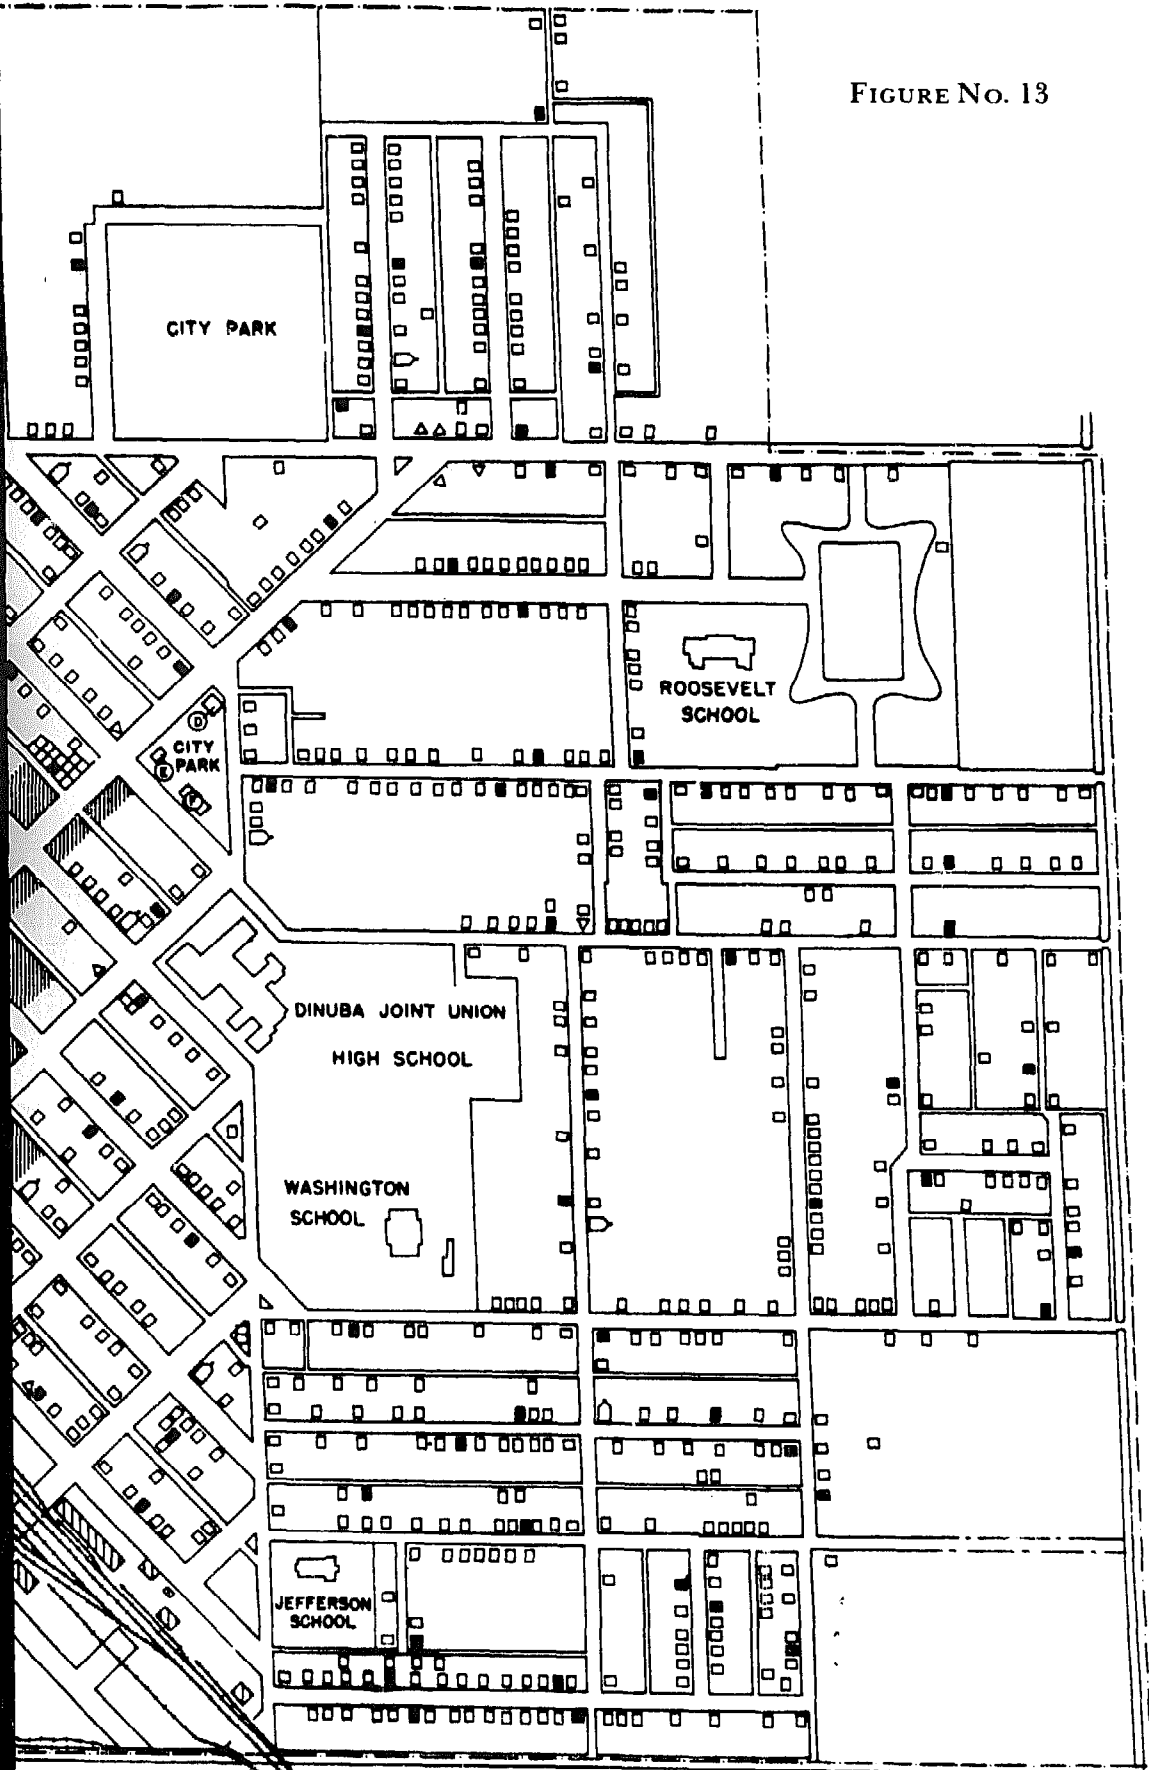 FIGURE NO. 13
CITY PARK
ROOSEVELT
SCHOOL
D
CITY
PARK
E
DINUBA JOINT UNION
HIGH SCHOOL
WASHINGTON
SCHOOL
JEFFERSON
SCHOOL